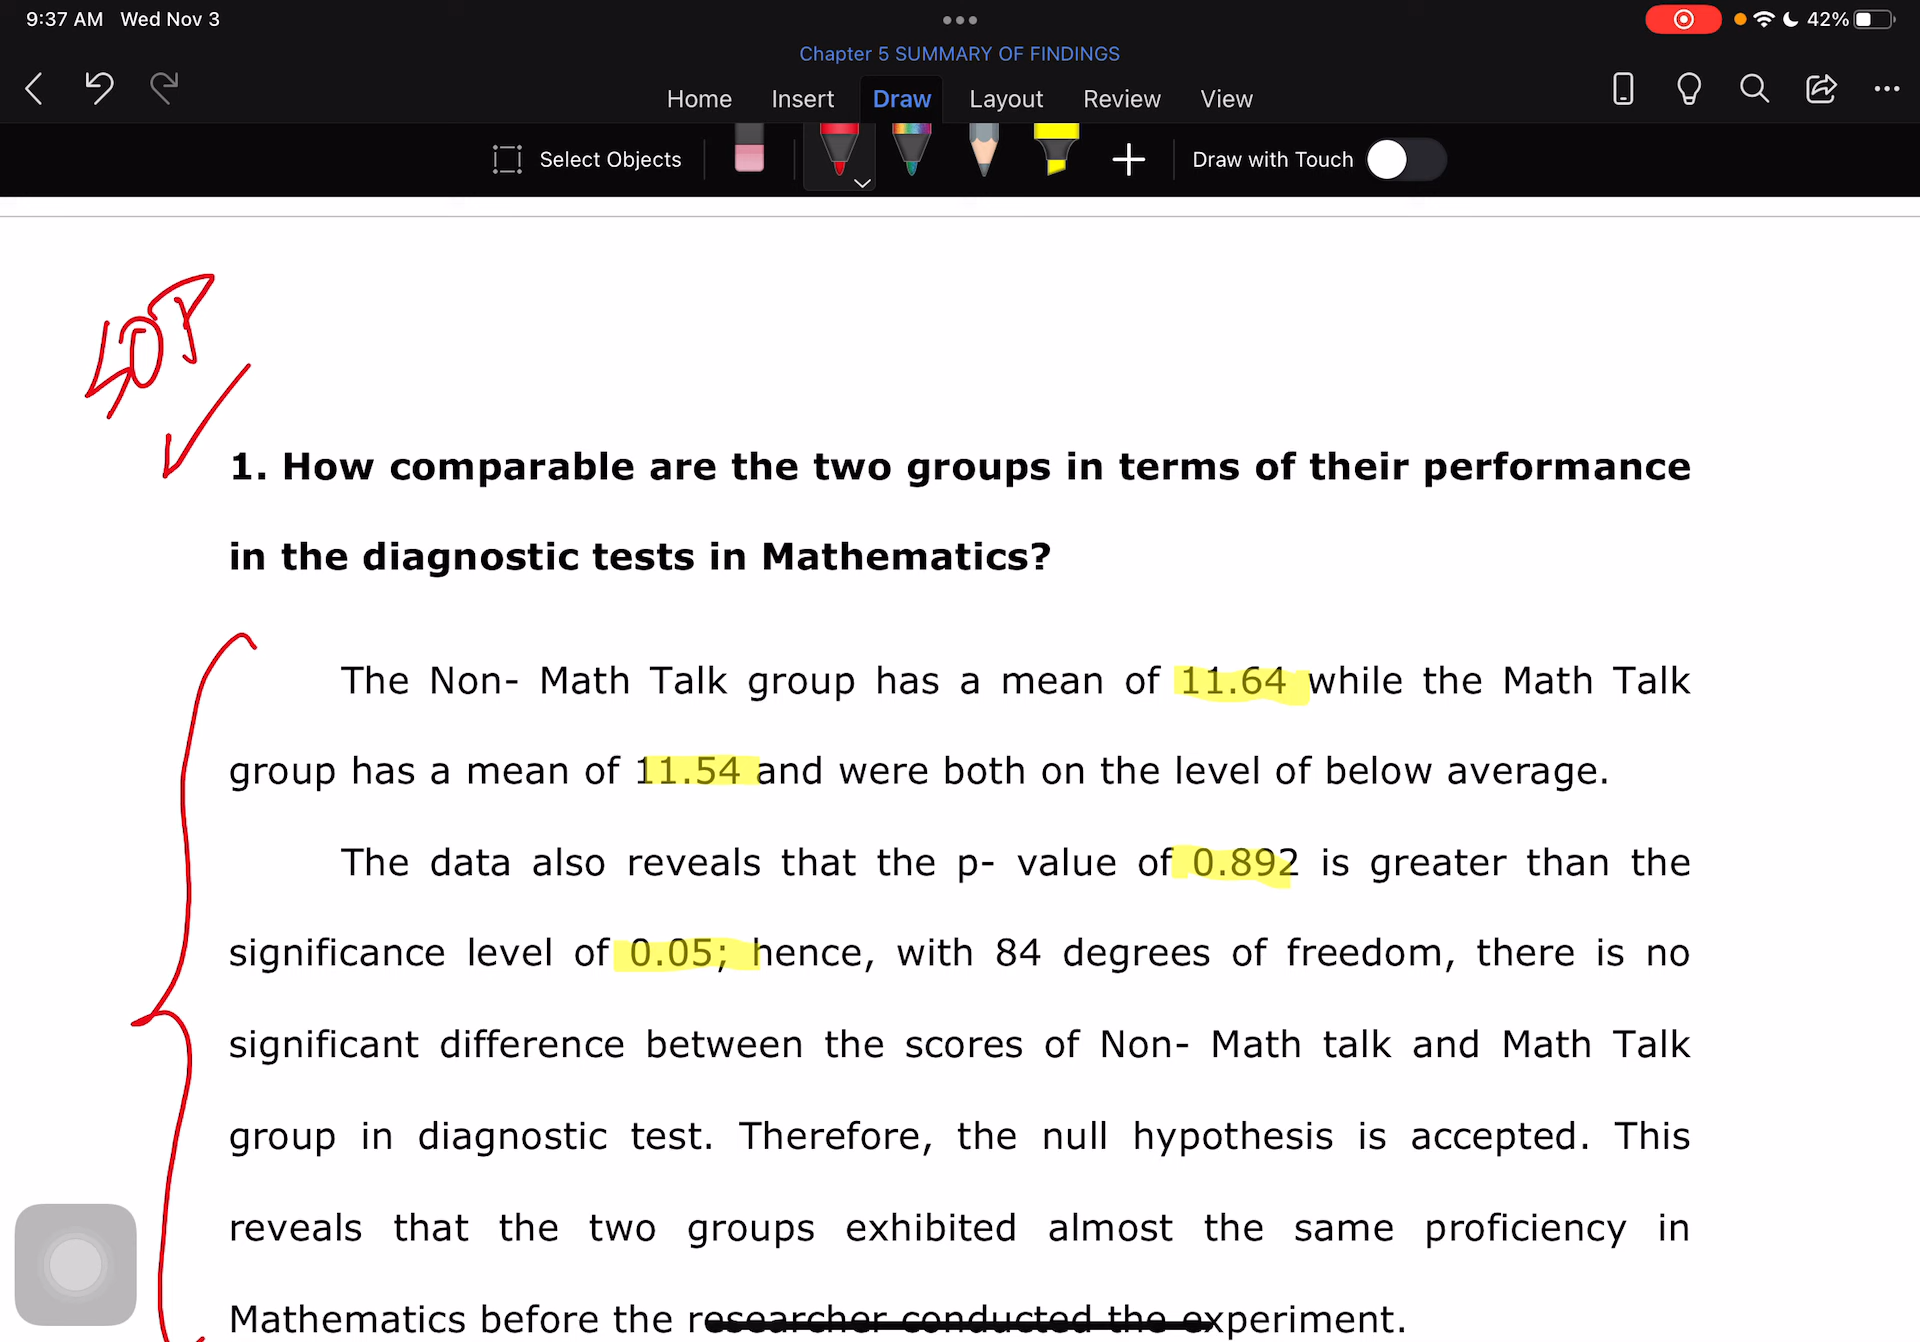 9:37 AM Wed Nov 3
42%
Chapter 5 SUMMARY OF FINDINGS
Home Insert Draw Layout Review View
Select Objects
Draw with Touch
SOP
1. How comparable are the two groups in terms of their performance
in the diagnostic tests in Mathematics?
The Non- Math Talk group has a mean of 11.64 while the Math Talk
group has a mean of 11.54 and were both on the level of below average.
The data also reveals that the p- value of 0.892 is greater than the
significance level of 0.05; hence, with 84 degrees of freedom, there is no
significant difference between the scores of Non- Math talk and Math Talk
group in diagnostic test. Therefore, the null hypothesis is accepted. This
reveals that the two groups exhibited almost the same proficiency in
Mathematics before the researcher conducted the experiment.